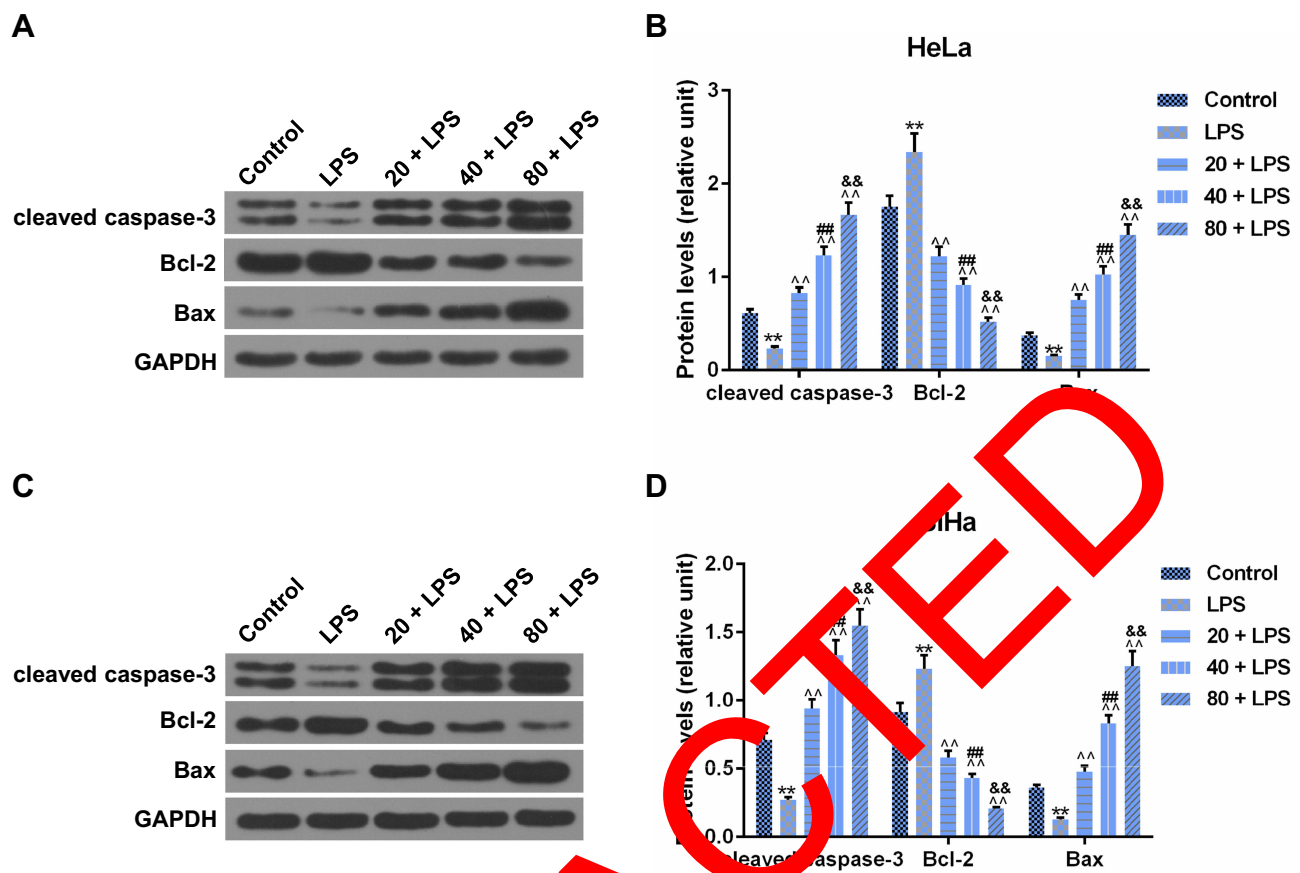 A
Control
LPS
20 + LPS
40 + LPS
80 + LPS
cleaved caspase-3
Bcl-2
Bax
GAPDH
B
HeLa
Protein levels (relative unit)
3
2
1
0
** ^^ ## ^^ && ^^
** ^^ ## ^^ && ^^
** ^^ ## ^^ && ^^
cleaved caspase-3 Bcl-2
Control
LPS
20 + LPS
40 + LPS
80 + LPS
C
Control
LPS
20 + LPS
40 + LPS
80 + LPS
cleaved caspase-3
Bcl-2
Bax
GAPDH
D
(relative unit)
2.0
1.5
1.0
0.5
0.0
** ^^ ^^ &&
** ^^ ## ^^ && ^^
** ^^ ## ^^ && ^^
caspase-3 Bcl-2 Bax
Control
LPS
20 + LPS
40 + LPS
80 + LPS
CTED